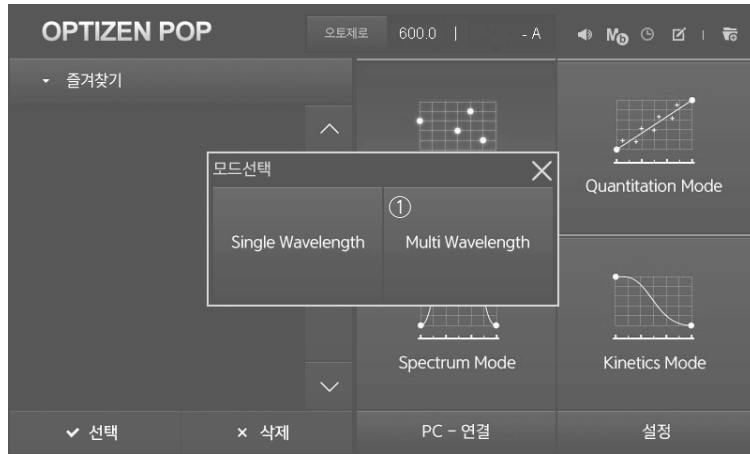 OPTIZEN POP
오토제로 600.0 | - A
Mb
즐겨찾기
모드선택
①
Single Wavelength
Multi Wavelength
Quantitation Mode
Spectrum Mode
Kinetics Mode
선택
삭제
PC - 연결
설정